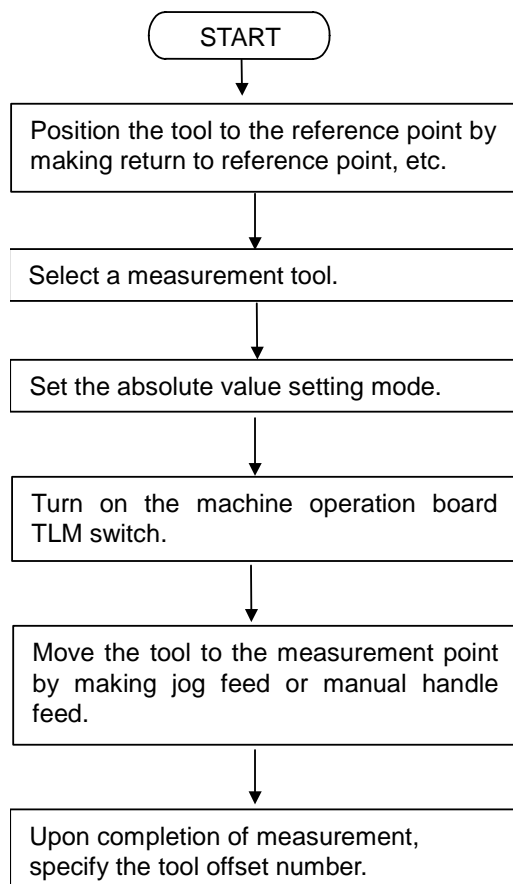 START
Position the tool to the reference point by
making return to reference point, etc.
Select a measurement tool.
Set the absolute value setting mode.
Turn on the machine operation board
TLM switch.
Move the tool to the measurement point
by making jog feed or manual handle
feed.
Upon completion of measurement,
specify the tool offset number.